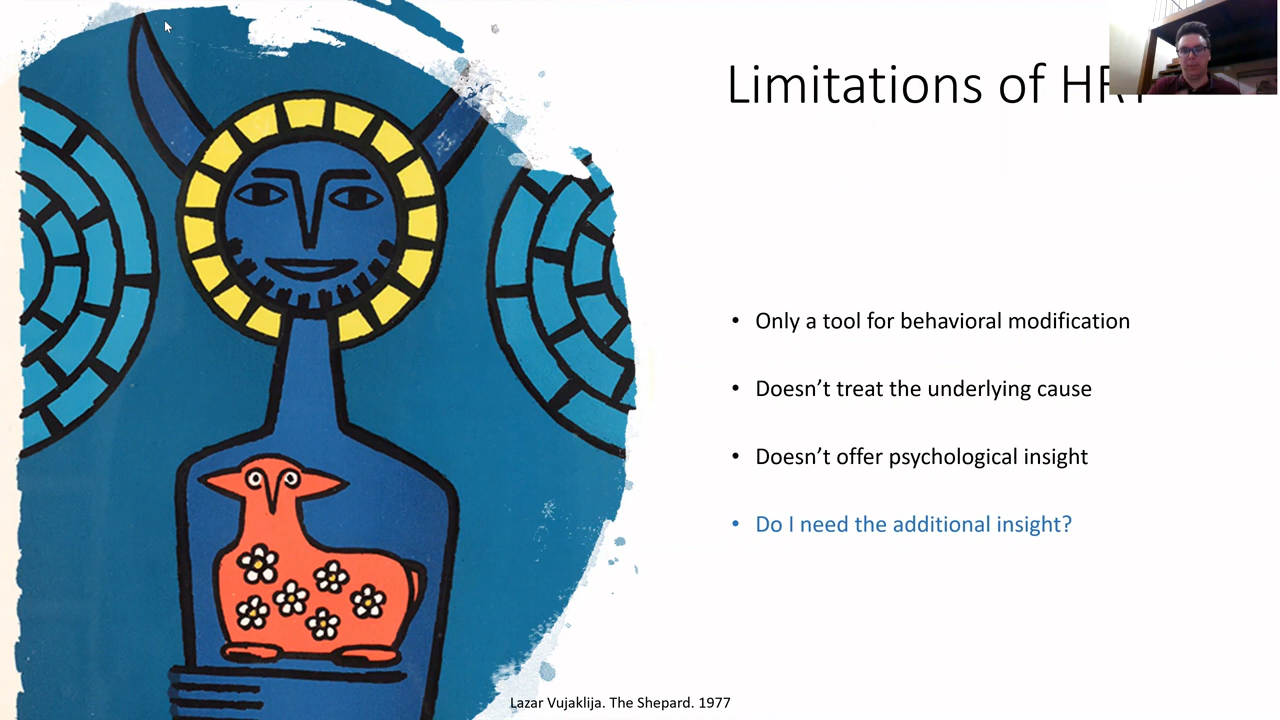 Limitations of HRT
• Only a tool for behavioral modification
• Doesn’t treat the underlying cause
• Doesn’t offer psychological insight
• Do I need the additional insight?
Lazar Vujaklija. The Shepard. 1977